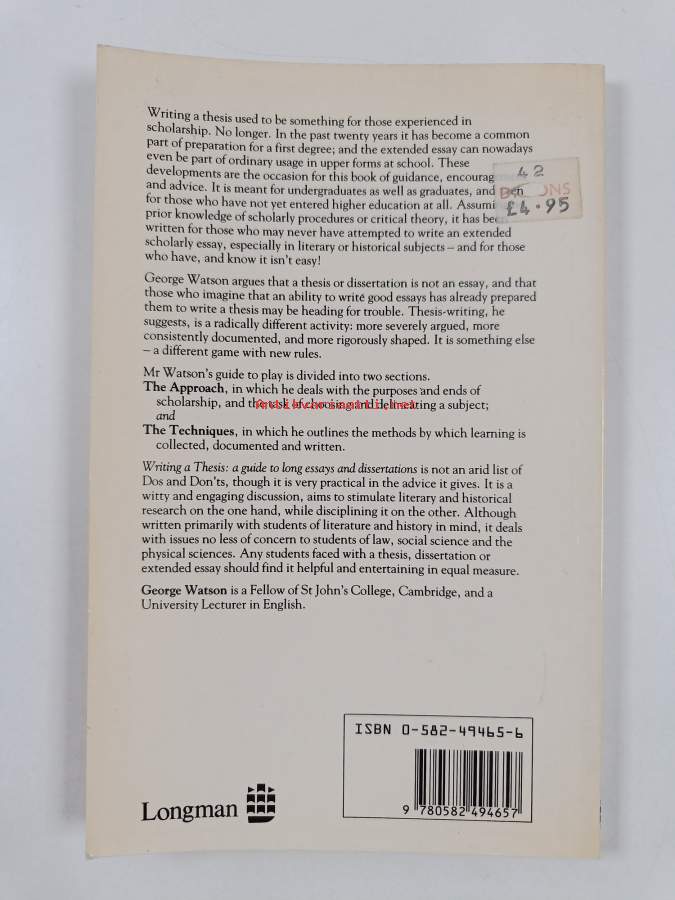 Writing a thesis used to be something for those experienced in
scholarship. No longer. In the past twenty years it has become a common
part of preparation for a first degree; and the extended essay can nowadays
even be part of ordinary usage in upper forms at school. These
developments are the occasion for this book of guidance, encourag
and advice. It is meant for undergraduates as well as graduates, and
for those who have not yet entered higher education at all. Assumi
prior knowledge of scholarly procedures or critical theory, it has bee
written for those who may never have attempted to write an extended
scholarly essay, especially in literary or historical subjects – and for those
who have, and know it isn't easy!
42
£4.95
George Watson argues that a thesis or dissertation is not an essay, and that
those who imagine that an ability to write good essays has already prepared
them to write a thesis may be heading for trouble. Thesis-writing, he
suggests, is a radically different activity: more severely argued, more
consistently documented, and more rigorously shaped. It is something else
– a different game with new rules.
Mr Watson's guide to play is divided into two sections.
The Approach, in which he deals with the purposes and ends of
scholarship, and the task of choosing and delineating a subject;
Antikvariaatti.net
and
The Techniques, in which he outlines the methods by which learning is
collected, documented and written.
Writing a Thesis: a guide to long essays and dissertations is not an arid list of
Dos and Don'ts, though it is very practical in the advice it gives. It is a
witty and engaging discussion, aims to stimulate literary and historical
research on the one hand, while disciplining it on the other. Although
written primarily with students of literature and history in mind, it deals
with issues no less of concern to students of law, social science and the
physical sciences. Any students faced with a thesis, dissertation or
extended essay should find it helpful and entertaining in equal measure.
George Watson is a Fellow of St John's College, Cambridge, and a
University Lecturer in English.
ISBN 0-582-49465-6
9 780582 494657
Longman